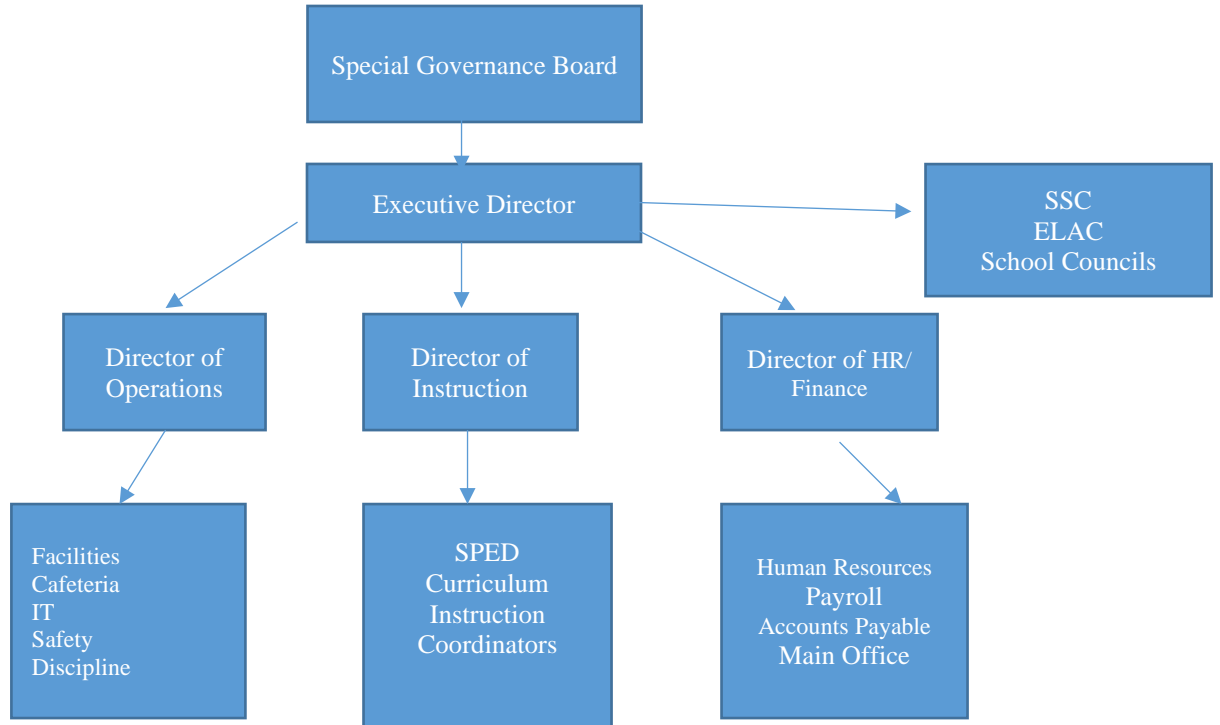 Special Governance Board
Executive Director
SSC
ELAC
School Councils
Director of
Operations
Director of
Instruction
Director of HR/
Finance
Facilities
Cafeteria
IT
Safety
Discipline
SPED
Curriculum
Instruction
Coordinators
Human Resources
Payroll
Accounts Payable
Main Office